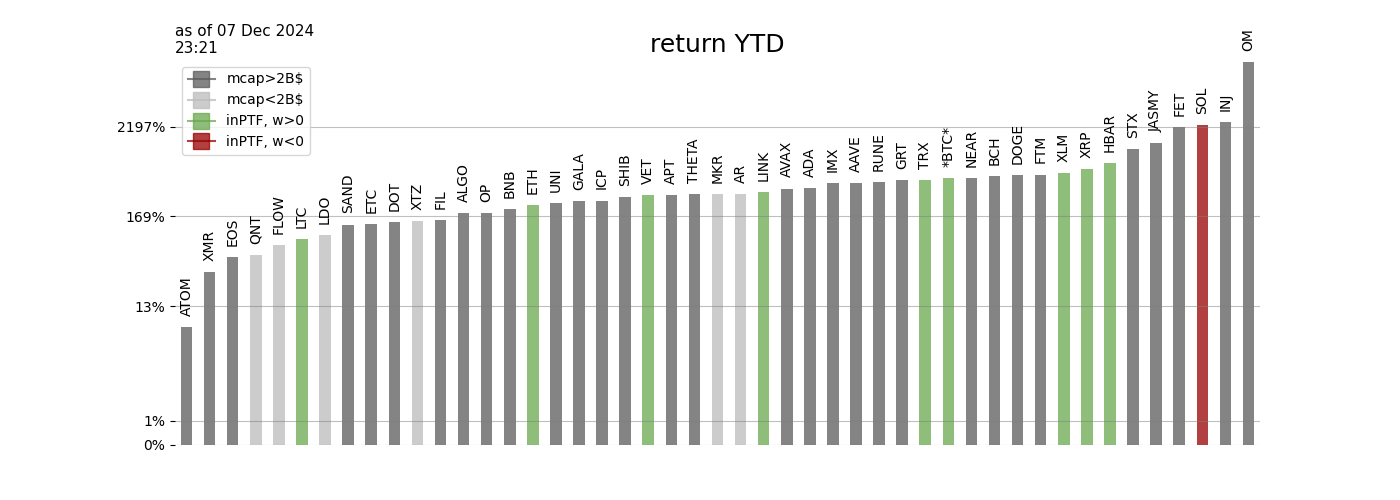 as of 07 Dec 2024
23:21
return YTD
mcap>2B$
mcap<2B$
inPTF, w>0
inPTF, w<0
2197%
169%
13%
1%
0%
ATOM
XMR
EOS
QNT
FLOW
LTC
LDO
SAND
ETC
DOT
XTZ
FIL
ALGO
OP
BNB
ETH
UNI
GALA
ICP
SHIB
VET
APT
THETA
MKR
AR
LINK
AVAX
ADA
IMX
AAVE
RUNE
GRT
TRX
*BTC*
NEAR
BCH
DOGE
FTM
XLM
XRP
HBAR
STX
JASMY
FET
SOL
INJ
OM